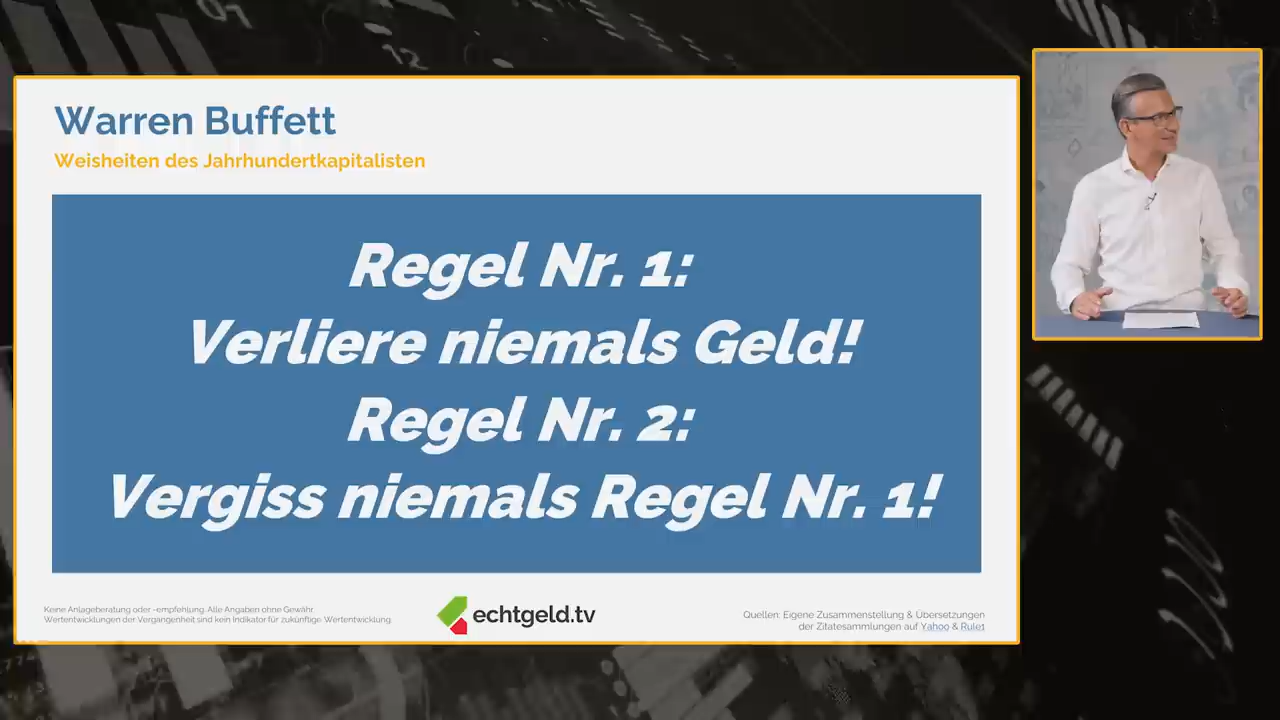 Warren Buffett
Weisheiten des Jahrhundertkapitalisten
Regel Nr. 1:
Verliere niemals Geld!
Regel Nr. 2:
Vergiss niemals Regel Nr. 1!
Keine Anlageberatung oder -empfehlung. Alle Angaben ohne Gewähr.
Wertentwicklungen der Vergangenheit sind kein Indikator für zukünftige Wertentwicklung.
echtgeld.tv
Quellen: Eigene Zusammenstellung & Übersetzungen
der Zitatesammlungen auf Yahoo & Rule1